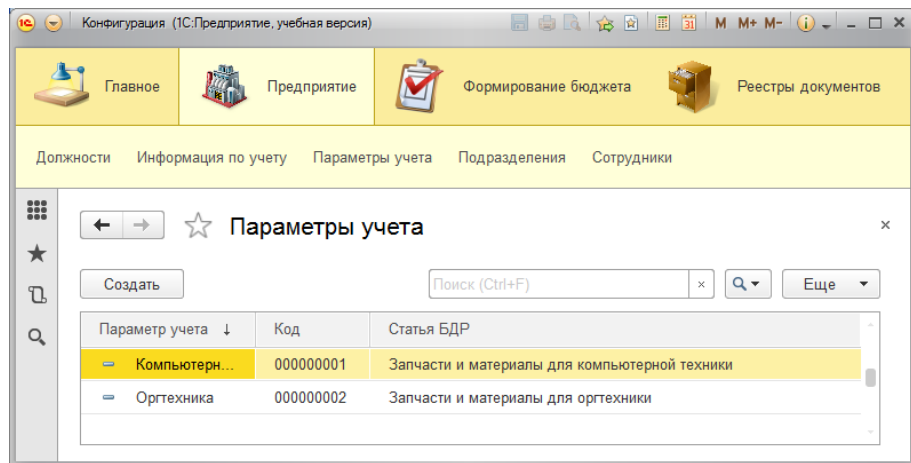 1С Конфигурация (1С:Предприятие, учебная версия) 31 M M+ M- i
Главное Предприятие Формирование бюджета Реестры документов
Должности Информация по учету Параметры учета Подразделения Сотрудники
Параметры учета
Создать Поиск (Ctrl+F) Еще
Параметр учета ↓ Код Статья БДР
Компьютерн... 000000001 Запчасти и материалы для компьютерной техники
Оргтехника 000000002 Запчасти и материалы для оргтехники